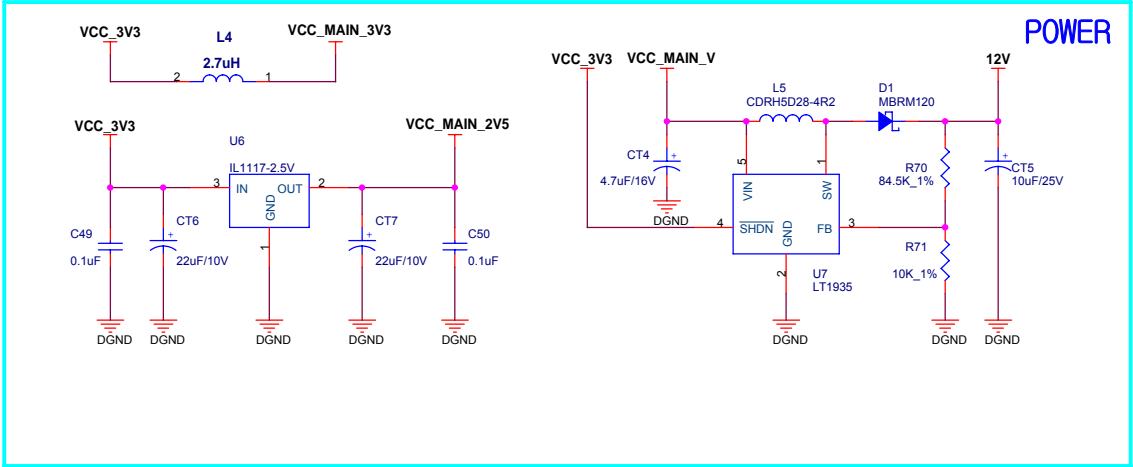 POWER
VCC_3V3
L4
2.7uH
VCC_MAIN_3V3
2
1
VCC_3V3
U6
IL1117-2.5V
VCC_MAIN_2V5
3
IN
OUT
2
GND
1
C49
0.1uF
CT6
+
22uF/10V
CT7
+
22uF/10V
C50
0.1uF
DGND
DGND
DGND
DGND
DGND
VCC_3V3
VCC_MAIN_V
12V
L5
CDRH5D28-4R2
D1
MBRM120
CT4
+
4.7uF/16V
DGND
5
VIN
1
SW
4
SHDN
GND
FB
3
2
U7
LT1935
R70
84.5K_1%
R71
10K_1%
+
CT5
10uF/25V
DGND
DGND
DGND